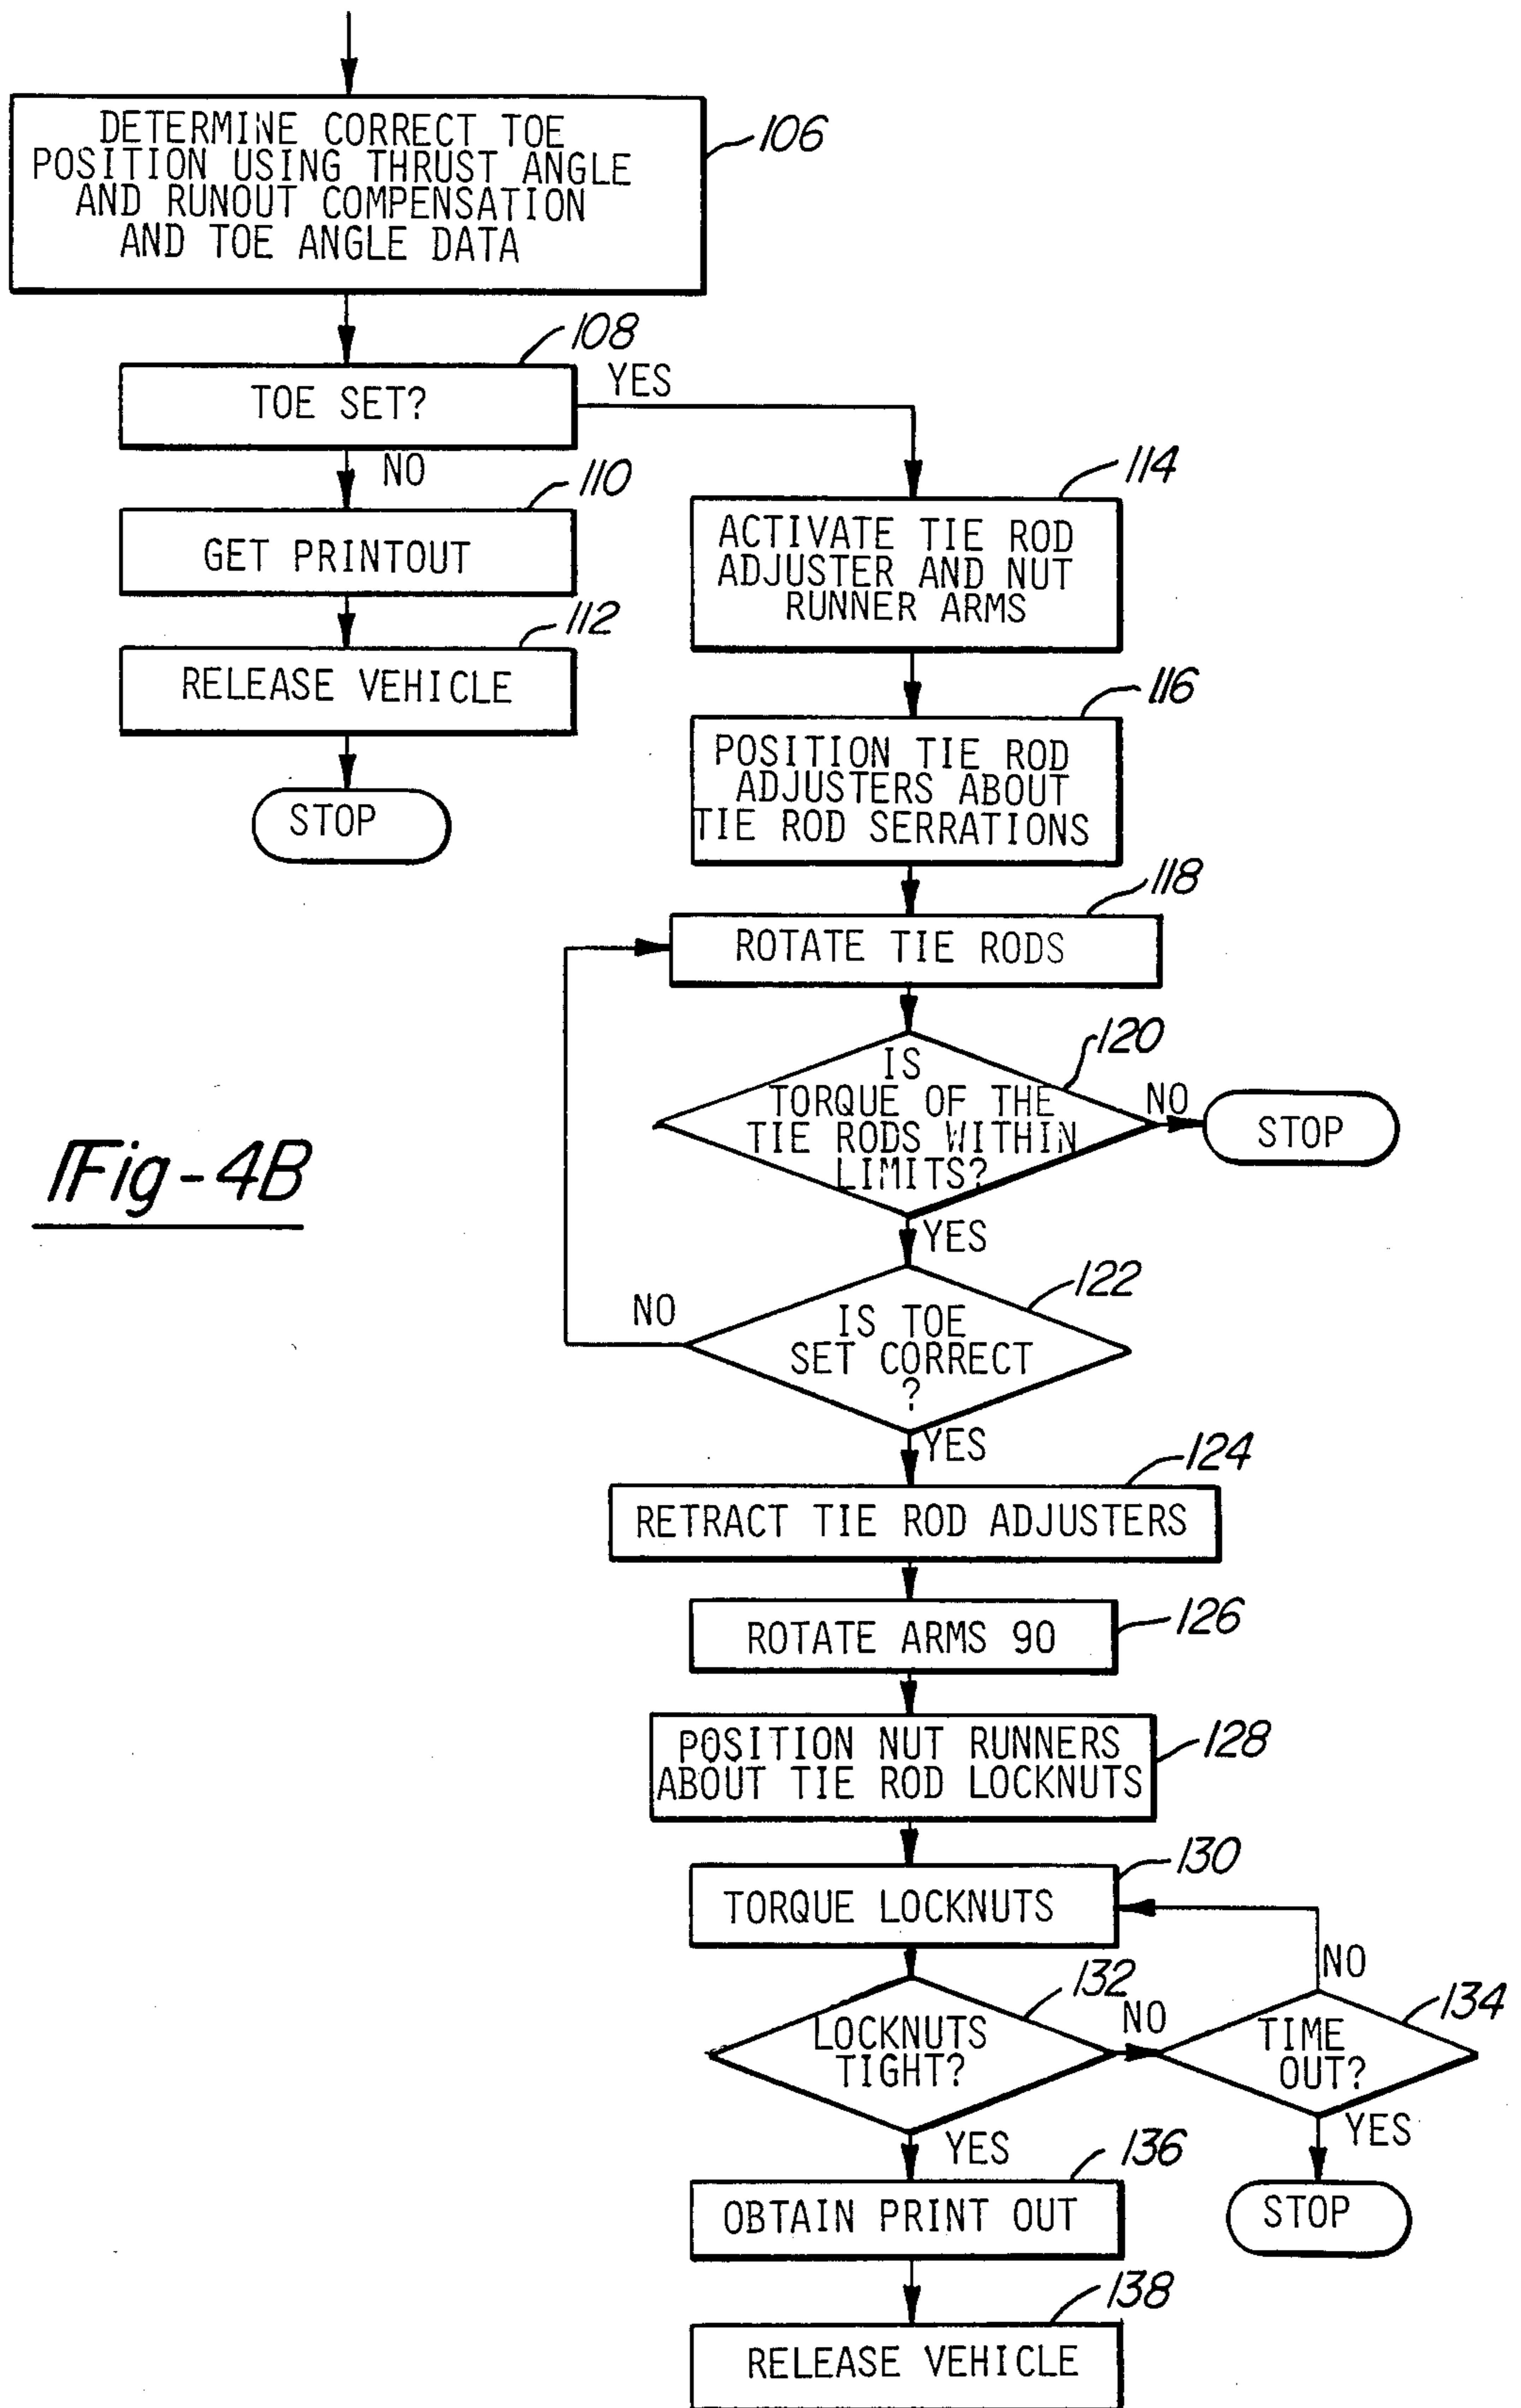 DETERMINE CORRECT TOE
POSITION USING THRUST ANGLE
AND RUNOUT COMPENSATION
AND TOE ANGLE DATA
106
108
TOE SET?
YES
NO
110
GET PRINTOUT
112
RELEASE VEHICLE
STOP
114
ACTIVATE TIE ROD
ADJUSTER AND NUT
RUNNER ARMS
116
POSITION TIE ROD
ADJUSTERS ABOUT
TIE ROD SERRATIONS
118
ROTATE TIE RODS
120
IS
TORQUE OF THE
TIE RODS WITHIN
LIMITS?
NO
STOP
YES
Fig-4B
122
IS TOE
SET CORRECT
?
NO
YES
124
RETRACT TIE ROD ADJUSTERS
126
ROTATE ARMS 90
128
POSITION NUT RUNNERS
ABOUT TIE ROD LOCKNUTS
130
TORQUE LOCKNUTS
132
LOCKNUTS
TIGHT?
NO
134
TIME
OUT?
NO
YES
STOP
YES
136
OBTAIN PRINT OUT
138
RELEASE VEHICLE